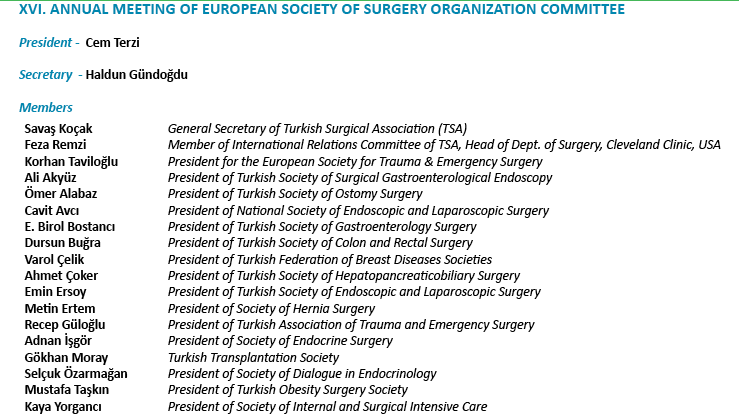 XVI. ANNUAL MEETING OF EUROPEAN SOCIETY OF SURGERY ORGANIZATION COMMITTEE
President - Cem Terzi
Secretary - Haldun Gündoğdu
Members
Savaş Koçak General Secretary of Turkish Surgical Association (TSA)
Feza Remzi Member of International Relations Committee of TSA, Head of Dept. of Surgery, Cleveland Clinic, USA
Korhan Taviloğlu President for the European Society for Trauma & Emergency Surgery
Ali Akyüz President of Turkish Society of Surgical Gastroenterological Endoscopy
Ömer Alabaz President of Turkish Society of Ostomy Surgery
Cavit Avcı President of National Society of Endoscopic and Laparoscopic Surgery
E. Birol Bostancı President of Turkish Society of Gastroenterology Surgery
Dursun Buğra President of Turkish Society of Colon and Rectal Surgery
Varol Çelik President of Turkish Federation of Breast Diseases Societies
Ahmet Çoker President of Turkish Society of Hepatopancreaticobiliary Surgery
Emin Ersoy President of Turkish Society of Endoscopic and Laparoscopic Surgery
Metin Ertem President of Society of Hernia Surgery
Recep Güloğlu President of Turkish Association of Trauma and Emergency Surgery
Adnan İşgör President of Society of Endocrine Surgery
Gökhan Moray Turkish Transplantation Society
Selçuk Özarmağan President of Society of Dialogue in Endocrinology
Mustafa Taşkın President of Turkish Obesity Surgery Society
Kaya Yorgancı President of Society of Internal and Surgical Intensive Care